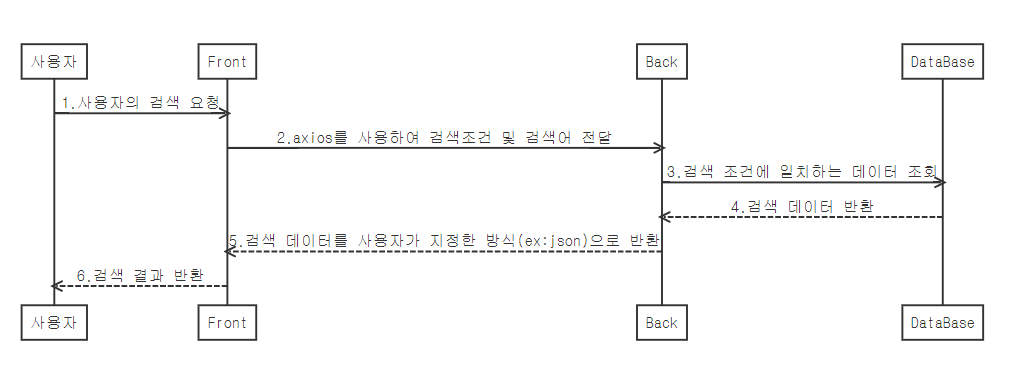 사용자
Front
Back
DataBase
1.사용자의 검색 요청
2.axios를 사용하여 검색조건 및 검색어 전달
3.검색 조건에 일치하는 데이터 조회
4.검색 데이터 반환
5.검색 데이터를 사용자가 지정한 방식(ex:json)으로 반환
6.검색 결과 반환
사용자
Front
Back
DataBase